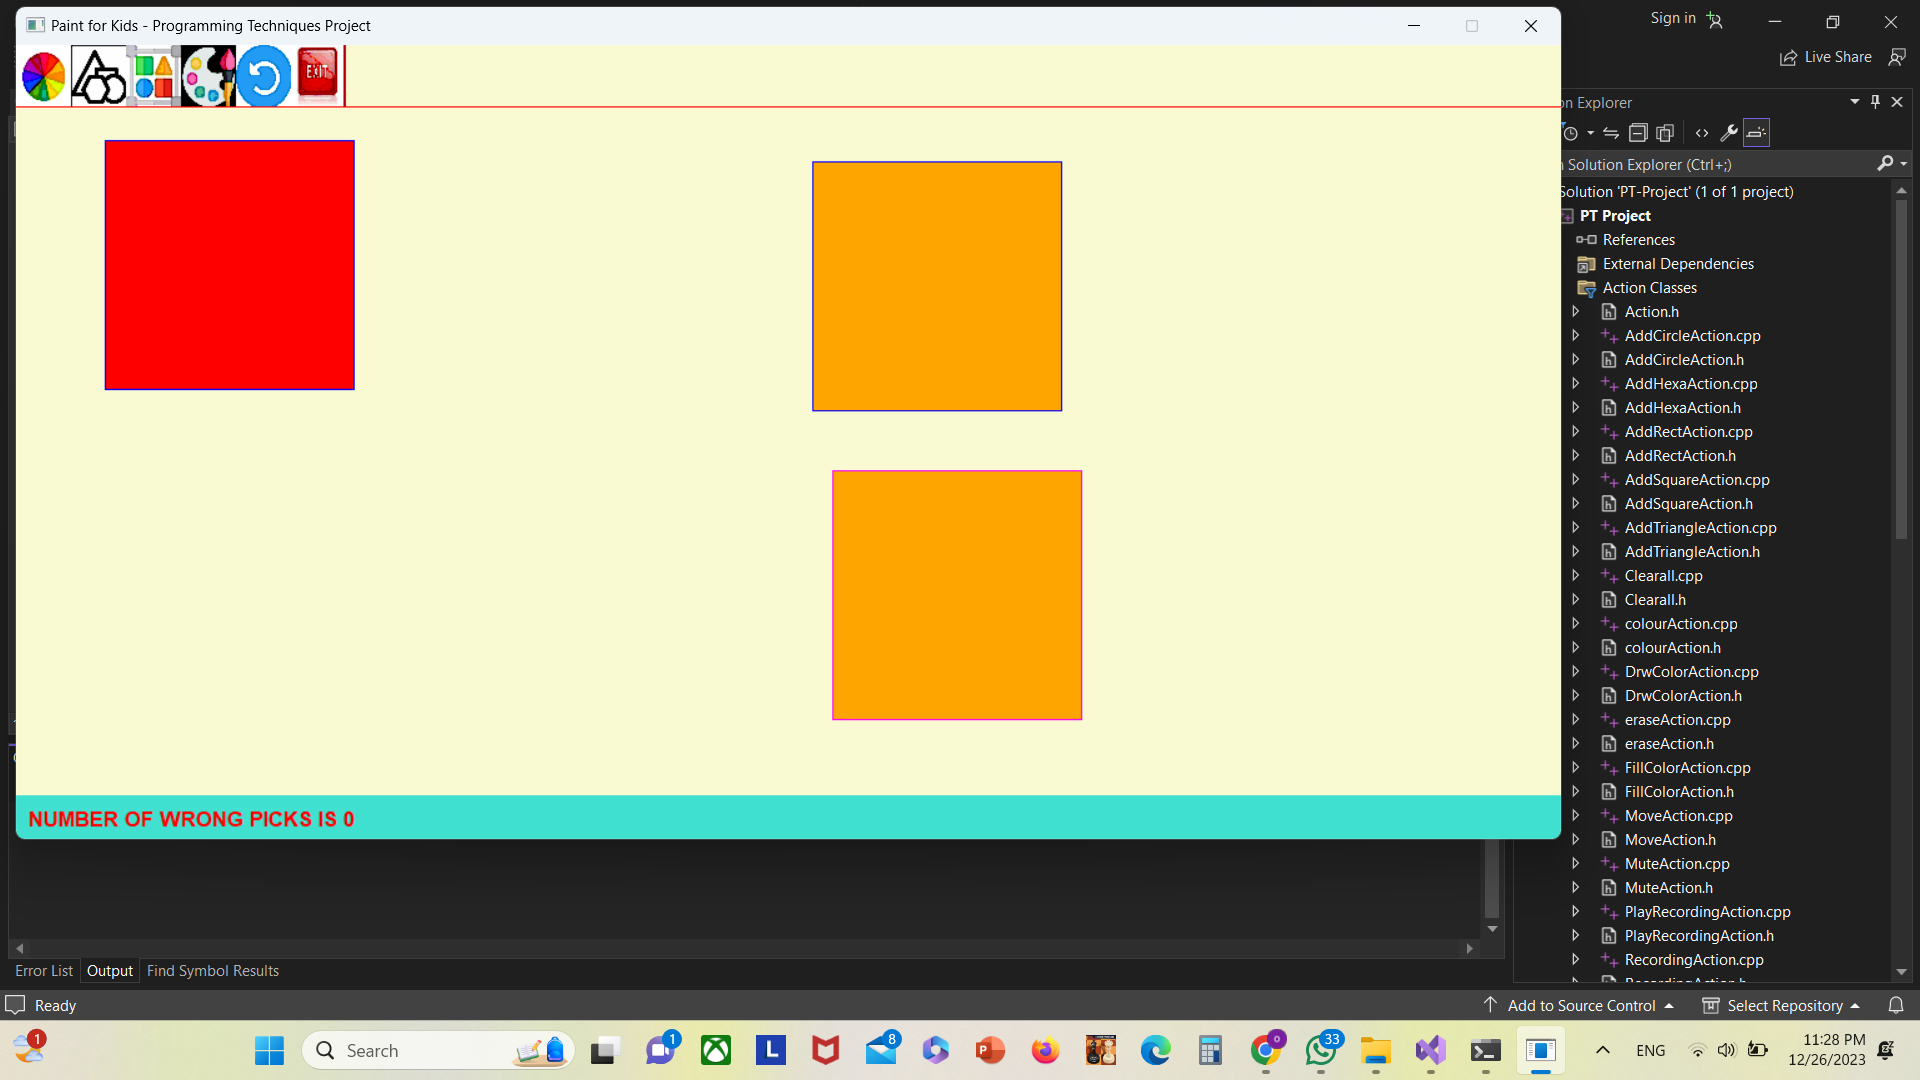 Paint for Kids - Programming Techniques Project
EXIT
NUMBER OF WRONG PICKS IS 0
Sign in
Live Share
on Explorer
Solution Explorer (Ctrl+;)
Solution 'PT-Project' (1 of 1 project)
PT Project
References
External Dependencies
Action Classes
Action.h
AddCircleAction.cpp
AddCircleAction.h
AddHexaAction.cpp
AddHexaAction.h
AddRectAction.cpp
AddRectAction.h
AddSquareAction.cpp
AddSquareAction.h
AddTriangleAction.cpp
AddTriangleAction.h
Clearall.cpp
Clearall.h
colourAction.cpp
colourAction.h
DrwColorAction.cpp
DrwColorAction.h
eraseAction.cpp
eraseAction.h
FillColorAction.cpp
FillColorAction.h
MoveAction.cpp
MoveAction.h
MuteAction.cpp
MuteAction.h
PlayRecordingAction.cpp
PlayRecordingAction.h
RecordingAction.cpp
Error List Output Find Symbol Results
Ready
Add to Source Control Select Repository
1
Search
1
L
8
P
0
33
ENG
11:28 PM
12/26/2023